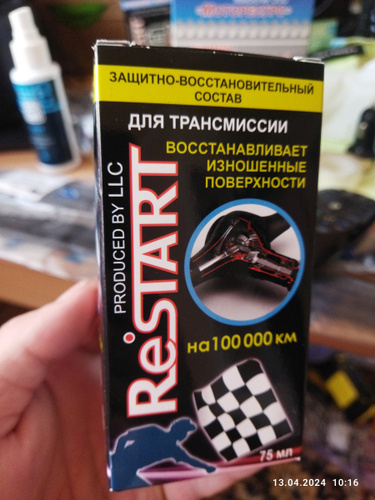 ЗАЩИТНО-ВОССТАНОВИТЕЛЬНЫЙ
СОСТАВ
ДЛЯ ТРАНСМИССИИ
ВОССТАНАВЛИВАЕТ
ИЗНОШЕННЫЕ
ПОВЕРХНОСТИ
PRODUCED BY LLC
ReSTART
на 100 000 км
75 мл
13.04.2024 10:16